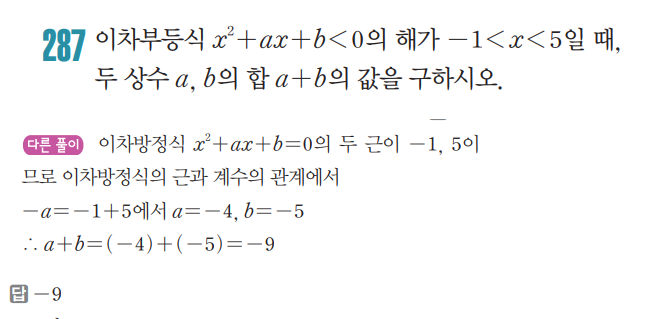 287 이차부등식 x²+ax+b<0의 해가 -1<x<5일 때,
두 상수 a, b의 합 a+b의 값을 구하시오.
다른 풀이 이차방정식 x²+ax+b=0의 두 근이 -1, 5이
므로 이차방정식의 근과 계수의 관계에서
-a=-1+5에서 a=-4, b=-5
∴ a+b=(-4)+(-5)=-9
답 -9